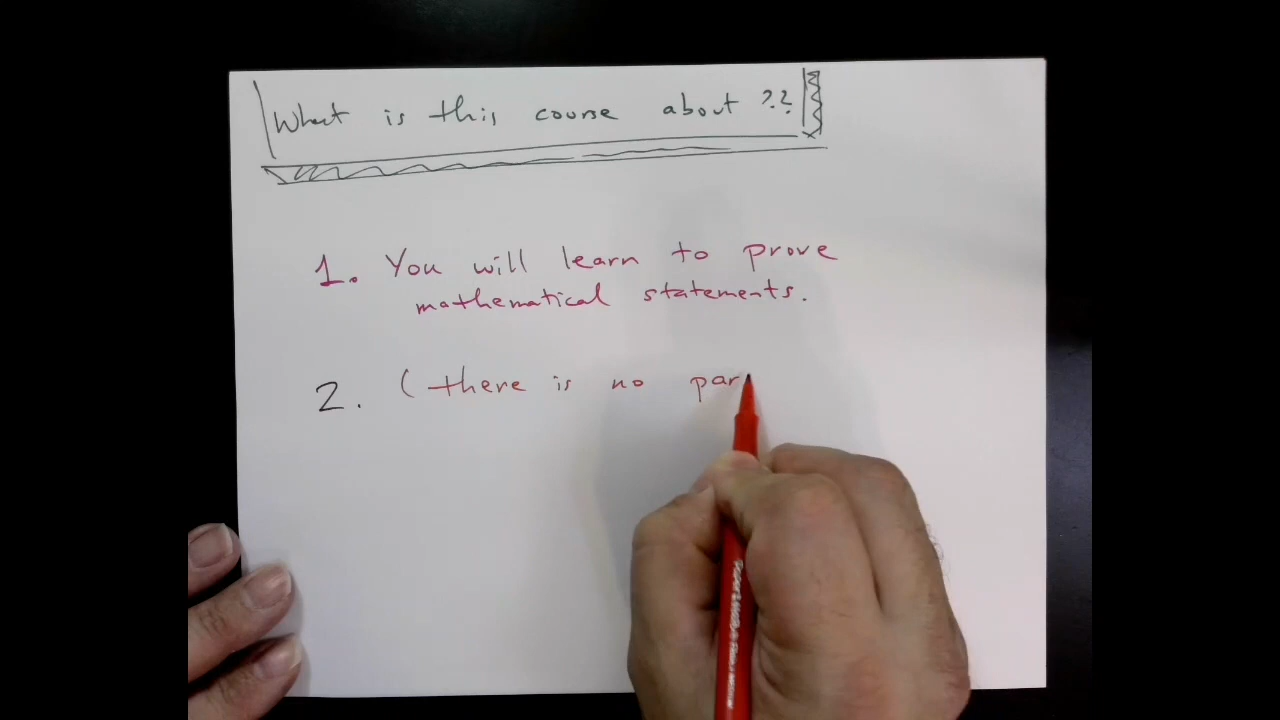 What is this course about ??
1. You will learn to prove
mathematical statements.
2. (there is no par